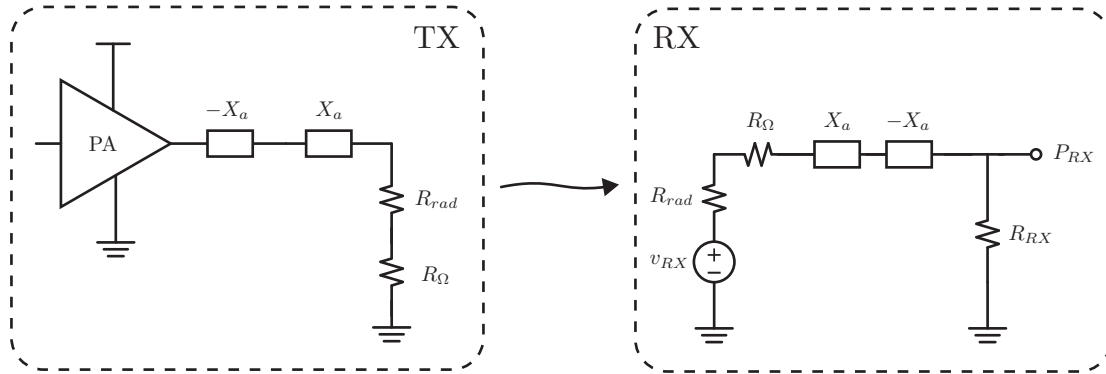 TX
−X_a
X_a
PA
R_rad
R_Ω
RX
R_Ω
X_a
−X_a
P_RX
R_rad
R_RX
v_RX
+
−